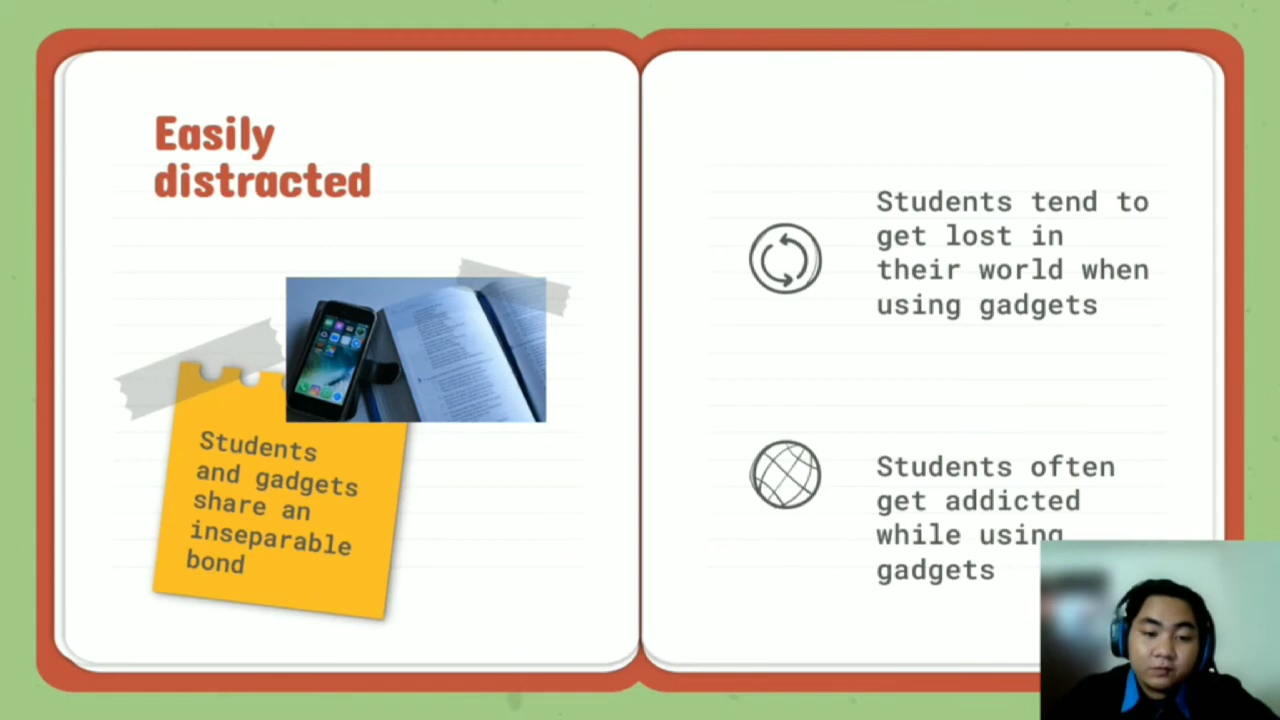 Easily
distracted
Students
and gadgets
share an
inseparable
bond
Students tend to
get lost in
their world when
using gadgets
Students often
get addicted
while using
gadgets